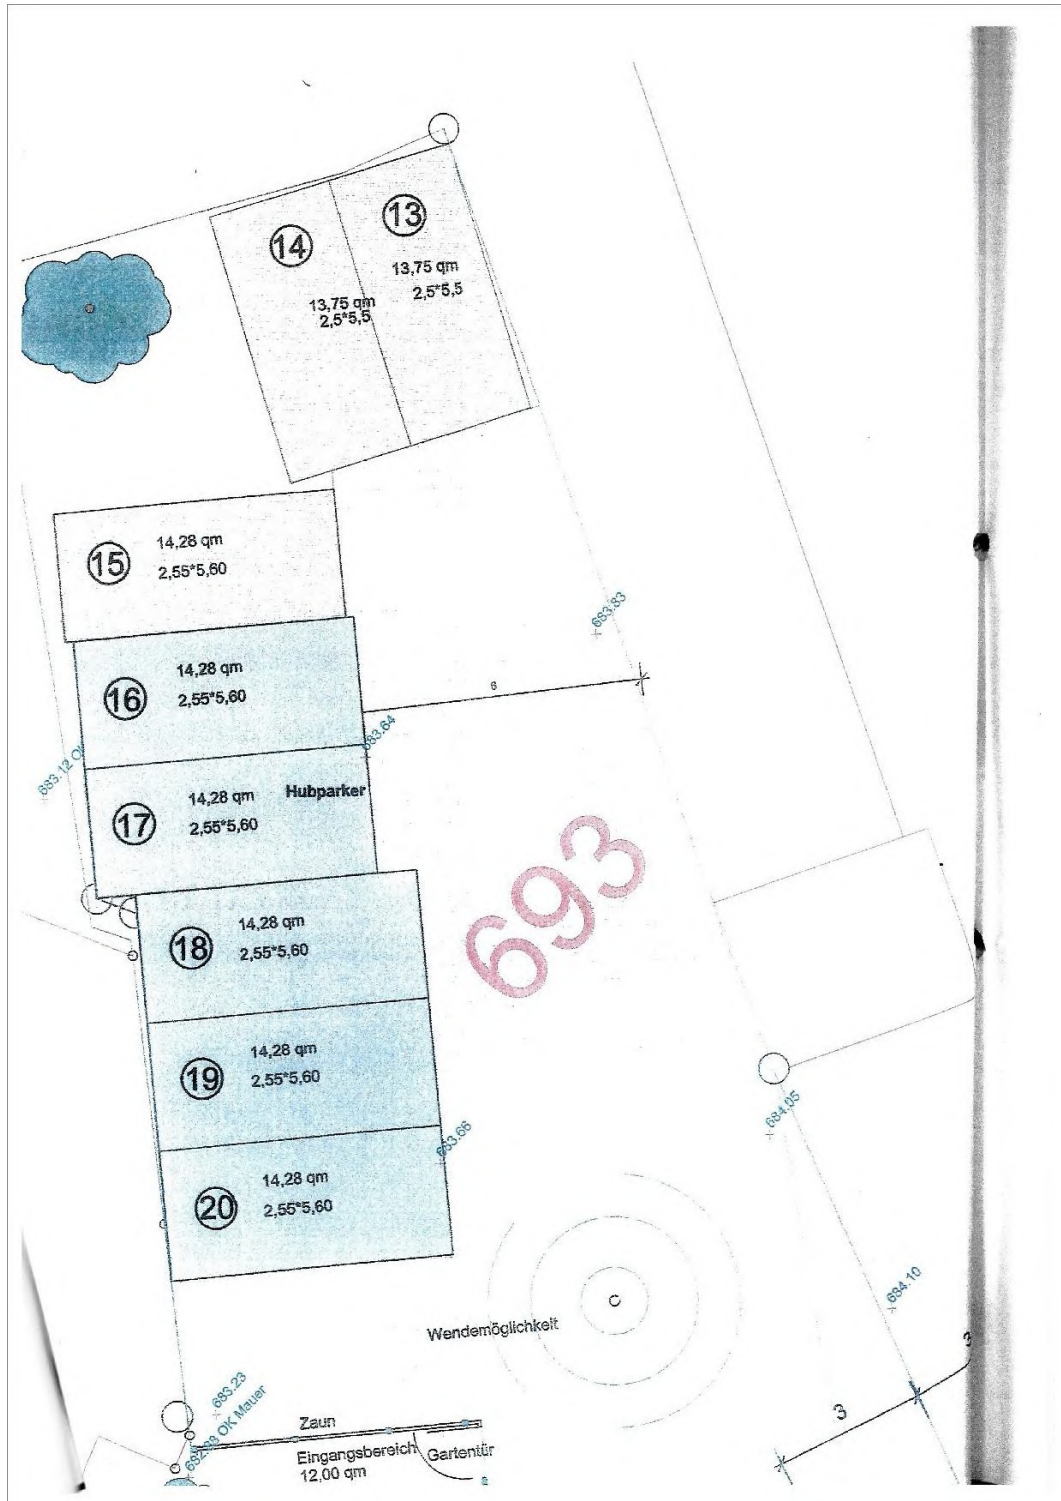 13
13,75 qm
2,5*5,5
14
13,75 qm
2,5*5,5
15
14,28 qm
2,55*5,60
683.83
16
14,28 qm
2,55*5,60
6
683.64
683.12 OK
17
14,28 qm
2,55*5,60
Hubparker
693
18
14,28 qm
2,55*5,60
19
14,28 qm
2,55*5,60
683.66
684.05
20
14,28 qm
2,55*5,60
684.10
Wendemöglichkeit
3
3
683.23
682.98 OK Mauer
Zaun
Eingangsbereich
12,00 qm
Gartentür